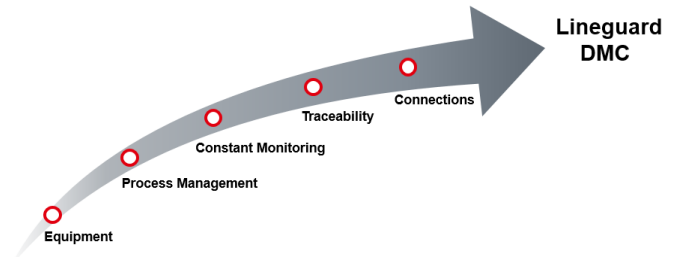 Lineguard
DMC
Connections
Traceability
Constant Monitoring
Process Management
Equipment